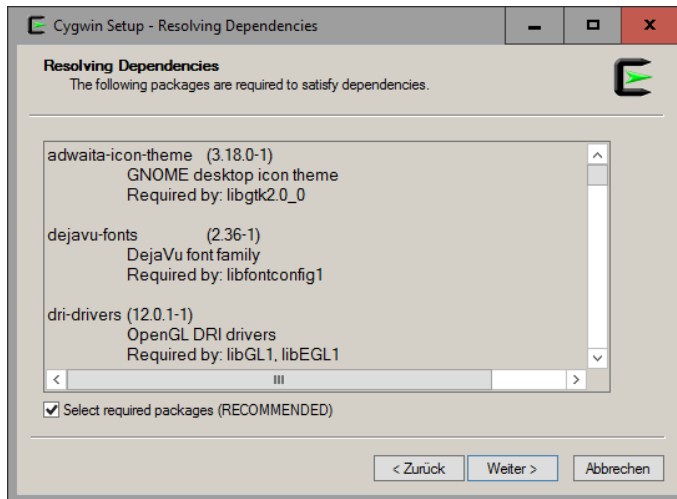 Cygwin Setup - Resolving Dependencies
Resolving Dependencies
The following packages are required to satisfy dependencies.
adwaita-icon-theme (3.18.0-1)
GNOME desktop icon theme
Required by: libgtk2.0_0
dejavu-fonts (2.36-1)
DejaVu font family
Required by: libfontconfig1
dri-drivers (12.0.1-1)
OpenGL DRI drivers
Required by: libGL1, libEGL1
Select required packages (RECOMMENDED)
< Zurück Weiter > Abbrechen